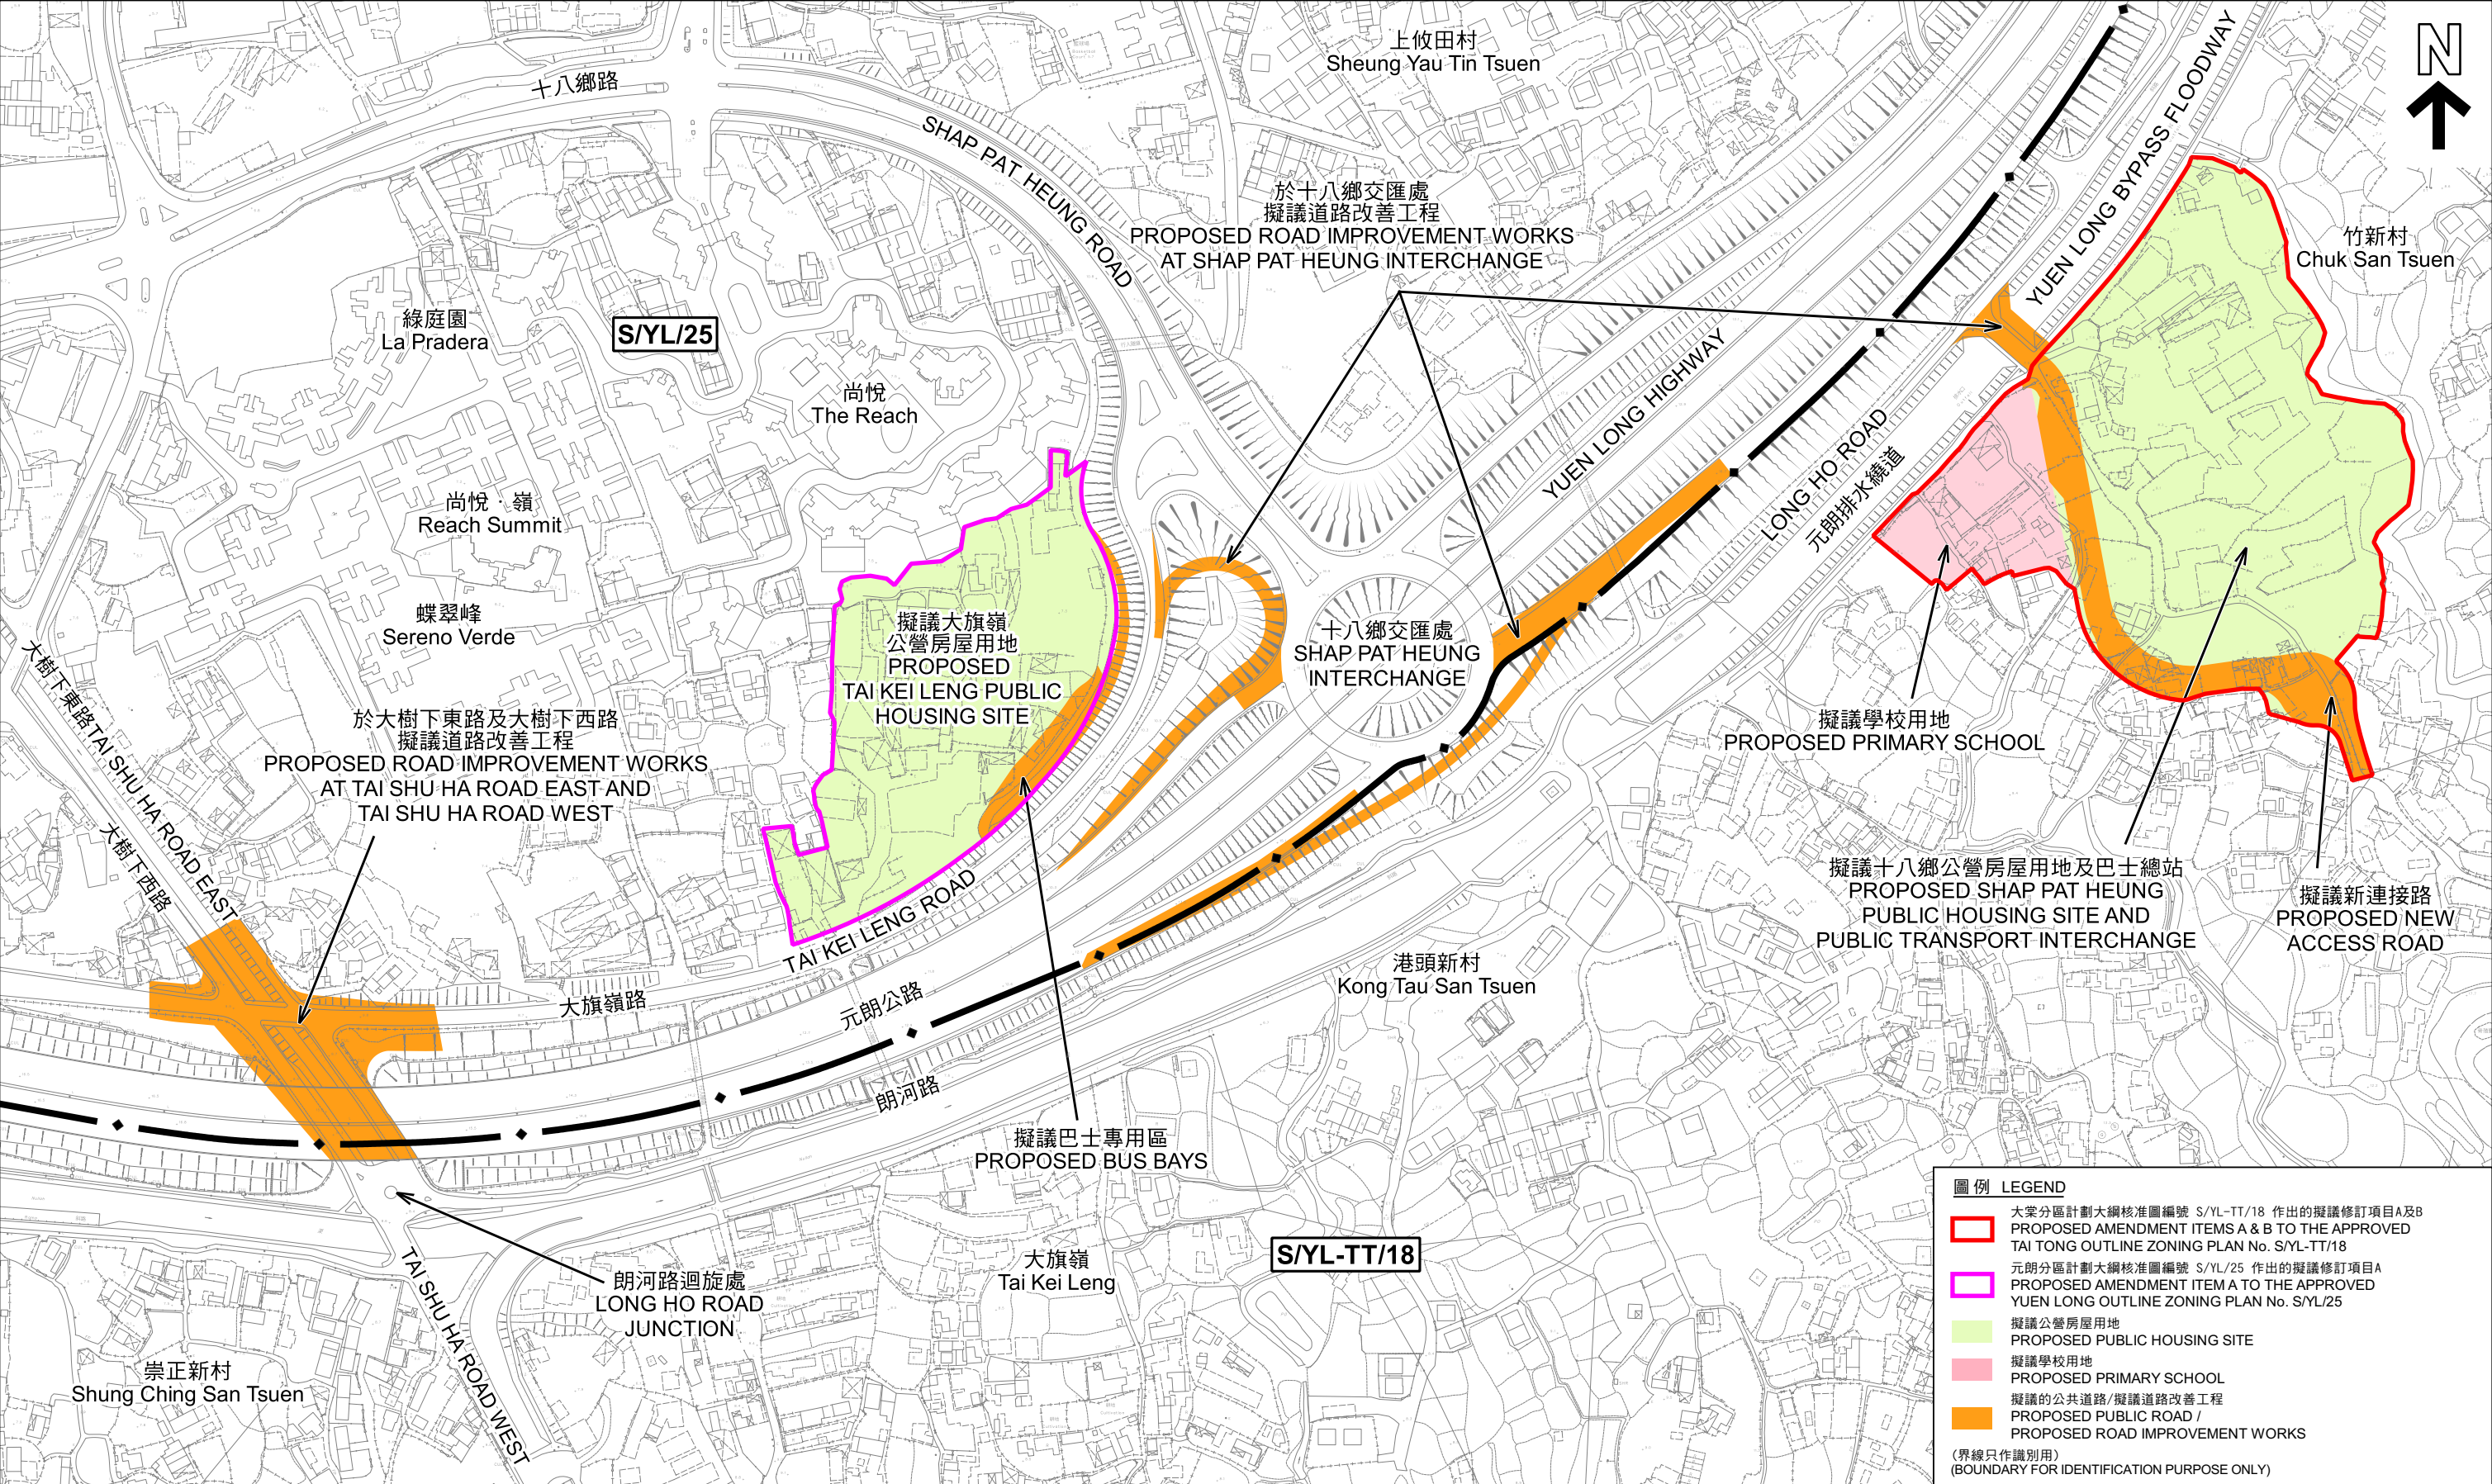 上攸田村
Sheung Yau Tin Tsuen
N
十八鄉路
SHAP PAT HEUNG ROAD
於十八鄉交匯處
擬議道路改善工程
PROPOSED ROAD IMPROVEMENT WORKS
AT SHAP PAT HEUNG INTERCHANGE
YUEN LONG BYPASS FLOODWAY
竹新村
Chuk San Tsuen
綠庭園
La Pradera
S/YL/25
尚悅
The Reach
YUEN LONG HIGHWAY
LONG HO ROAD
元朗排水繞道
尚悅 · 嶺
Reach Summit
蝶翠峰
Sereno Verde
擬議大旗嶺
公營房屋用地
PROPOSED
TAI KEI LENG PUBLIC
HOUSING SITE
十八鄉交匯處
SHAP PAT HEUNG
INTERCHANGE
大樹下東路TAI SHU HA ROAD EAST
大樹下西路
於大樹下東路及大樹下西路
擬議道路改善工程
PROPOSED ROAD IMPROVEMENT WORKS
AT TAI SHU HA ROAD EAST AND
TAI SHU HA ROAD WEST
擬議學校用地
PROPOSED PRIMARY SCHOOL
擬議十八鄉公營房屋用地及巴士總站
PROPOSED SHAP PAT HEUNG
PUBLIC HOUSING SITE AND
PUBLIC TRANSPORT INTERCHANGE
擬議新連接路
PROPOSED NEW
ACCESS ROAD
TAI KEI LENG ROAD
大旗嶺路
元朗公路
朗河路
港頭新村
Kong Tau San Tsuen
擬議巴士專用區
PROPOSED BUS BAYS
大旗嶺
Tai Kei Leng
S/YL-TT/18
朗河路迴旋處
LONG HO ROAD
JUNCTION
TAI SHU HA ROAD WEST
崇正新村
Shung Ching San Tsuen
圖例 LEGEND
大棠分區計劃大綱核准圖編號 S/YL-TT/18 作出的擬議修訂項目A及B
PROPOSED AMENDMENT ITEMS A & B TO THE APPROVED
TAI TONG OUTLINE ZONING PLAN No. S/YL-TT/18
元朗分區計劃大綱核准圖編號 S/YL/25 作出的擬議修訂項目A
PROPOSED AMENDMENT ITEM A TO THE APPROVED
YUEN LONG OUTLINE ZONING PLAN No. S/YL/25
擬議公營房屋用地
PROPOSED PUBLIC HOUSING SITE
擬議學校用地
PROPOSED PRIMARY SCHOOL
擬議的公共道路/擬議道路改善工程
PROPOSED PUBLIC ROAD /
PROPOSED ROAD IMPROVEMENT WORKS
(界線只作識別用)
(BOUNDARY FOR IDENTIFICATION PURPOSE ONLY)